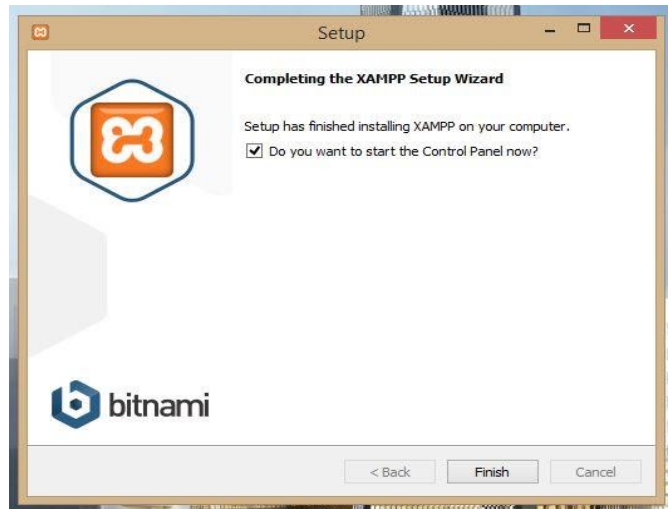 Setup
Completing the XAMPP Setup Wizard
Setup has finished installing XAMPP on your computer.
Do you want to start the Control Panel now?
bitnami
< Back
Finish
Cancel